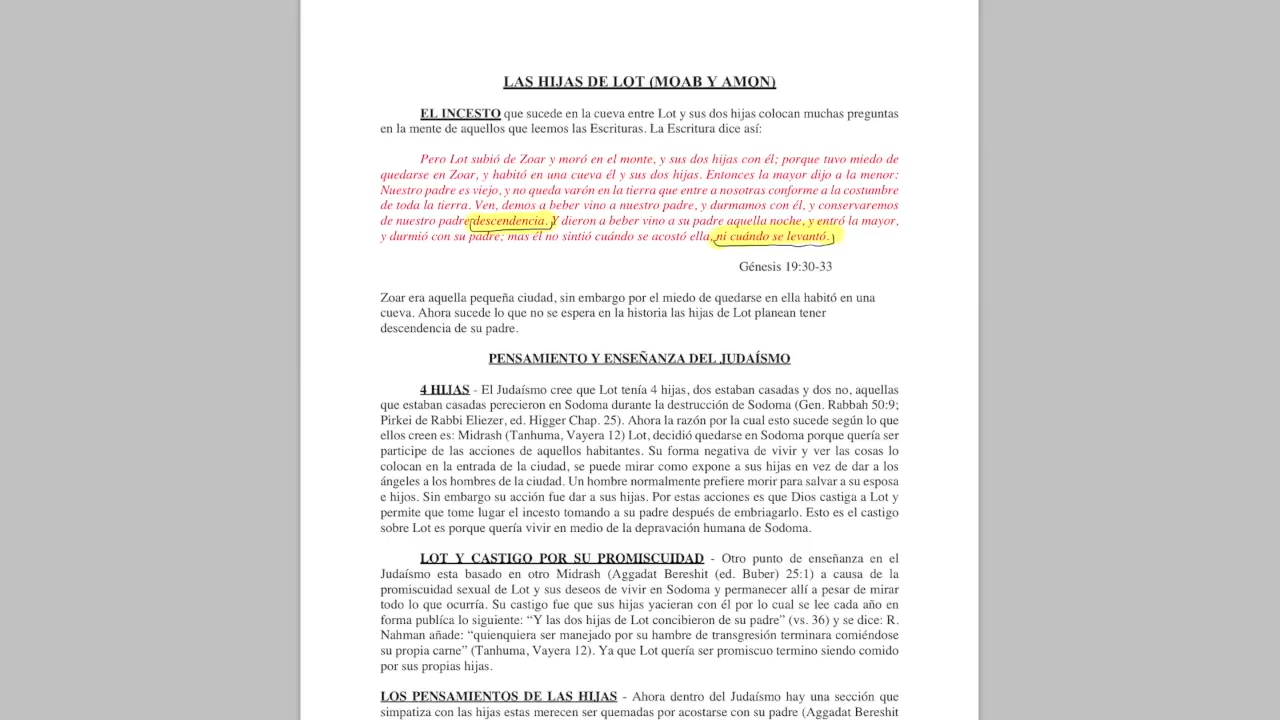 LAS HIJAS DE LOT (MOAB Y AMON)
EL INCESTO que sucede en la cueva entre Lot y sus dos hijas colocan muchas preguntas
en la mente de aquellos que leemos las Escrituras. La Escritura dice así:
Pero Lot subió de Zoar y moró en el monte, y sus dos hijas con él; porque tuvo miedo de
quedarse en Zoar, y habitó en una cueva él y sus dos hijas. Entonces la mayor dijo a la menor:
Nuestro padre es viejo, y no queda varón en la tierra que entre a nosotras conforme a la costumbre
de toda la tierra. Ven, demos a beber vino a nuestro padre, y durmamos con él, y conservaremos
de nuestro padre descendencia. Y dieron a beber vino a su padre aquella noche, y entró la mayor,
y durmió con su padre; mas él no sintió cuándo se acostó ella, ni cuándo se levantó.
Génesis 19:30-33
Zoar era aquella pequeña ciudad, sin embargo por el miedo de quedarse en ella habitó en una
cueva. Ahora sucede lo que no se espera en la historia las hijas de Lot planean tener
descendencia de su padre.
PENSAMIENTO Y ENSEÑANZA DEL JUDAÍSMO
4 HIJAS - El Judaísmo cree que Lot tenía 4 hijas, dos estaban casadas y dos no, aquellas
que estaban casadas perecieron en Sodoma durante la destrucción de Sodoma (Gen. Rabbah 50:9;
Pirkei de Rabbi Eliezer, ed. Higger Chap. 25). Ahora la razón por la cual esto sucede según lo que
ellos creen es: Midrash (Tanhuma, Vayera 12) Lot, decidió quedarse en Sodoma porque quería ser
participe de las acciones de aquellos habitantes. Su forma negativa de vivir y ver las cosas lo
colocan en la entrada de la ciudad, se puede mirar como expone a sus hijas en vez de dar a los
ángeles a los hombres de la ciudad. Un hombre normalmente prefiere morir para salvar a su esposa
e hijos. Sin embargo su acción fue dar a sus hijas. Por estas acciones es que Dios castiga a Lot y
permite que tome lugar el incesto tomando a su padre después de embriagarlo. Esto es el castigo
sobre Lot es porque quería vivir en medio de la depravación humana de Sodoma.
LOT Y CASTIGO POR SU PROMISCUIDAD - Otro punto de enseñanza en el
Judaísmo esta basado en otro Midrash (Aggadat Bereshit (ed. Buber) 25:1) a causa de la
promiscuidad sexual de Lot y sus deseos de vivir en Sodoma y permanecer allí a pesar de mirar
todo lo que ocurría. Su castigo fue que sus hijas yacieran con él por lo cual se lee cada año en
forma publíca lo siguiente: “Y las dos hijas de Lot concibieron de su padre” (vs. 36) y se dice: R.
Nahman añade: “quienquiera ser manejado por su hambre de transgresión terminara comiéndose
su propia carne” (Tanhuma, Vayera 12). Ya que Lot quería ser promiscuo termino siendo comido
por sus propias hijas.
LOS PENSAMIENTOS DE LAS HIJAS - Ahora dentro del Judaísmo hay una sección que
simpatiza con las hijas estas merecen ser quemadas por acostarse con su padre (Aggadat Bereshit